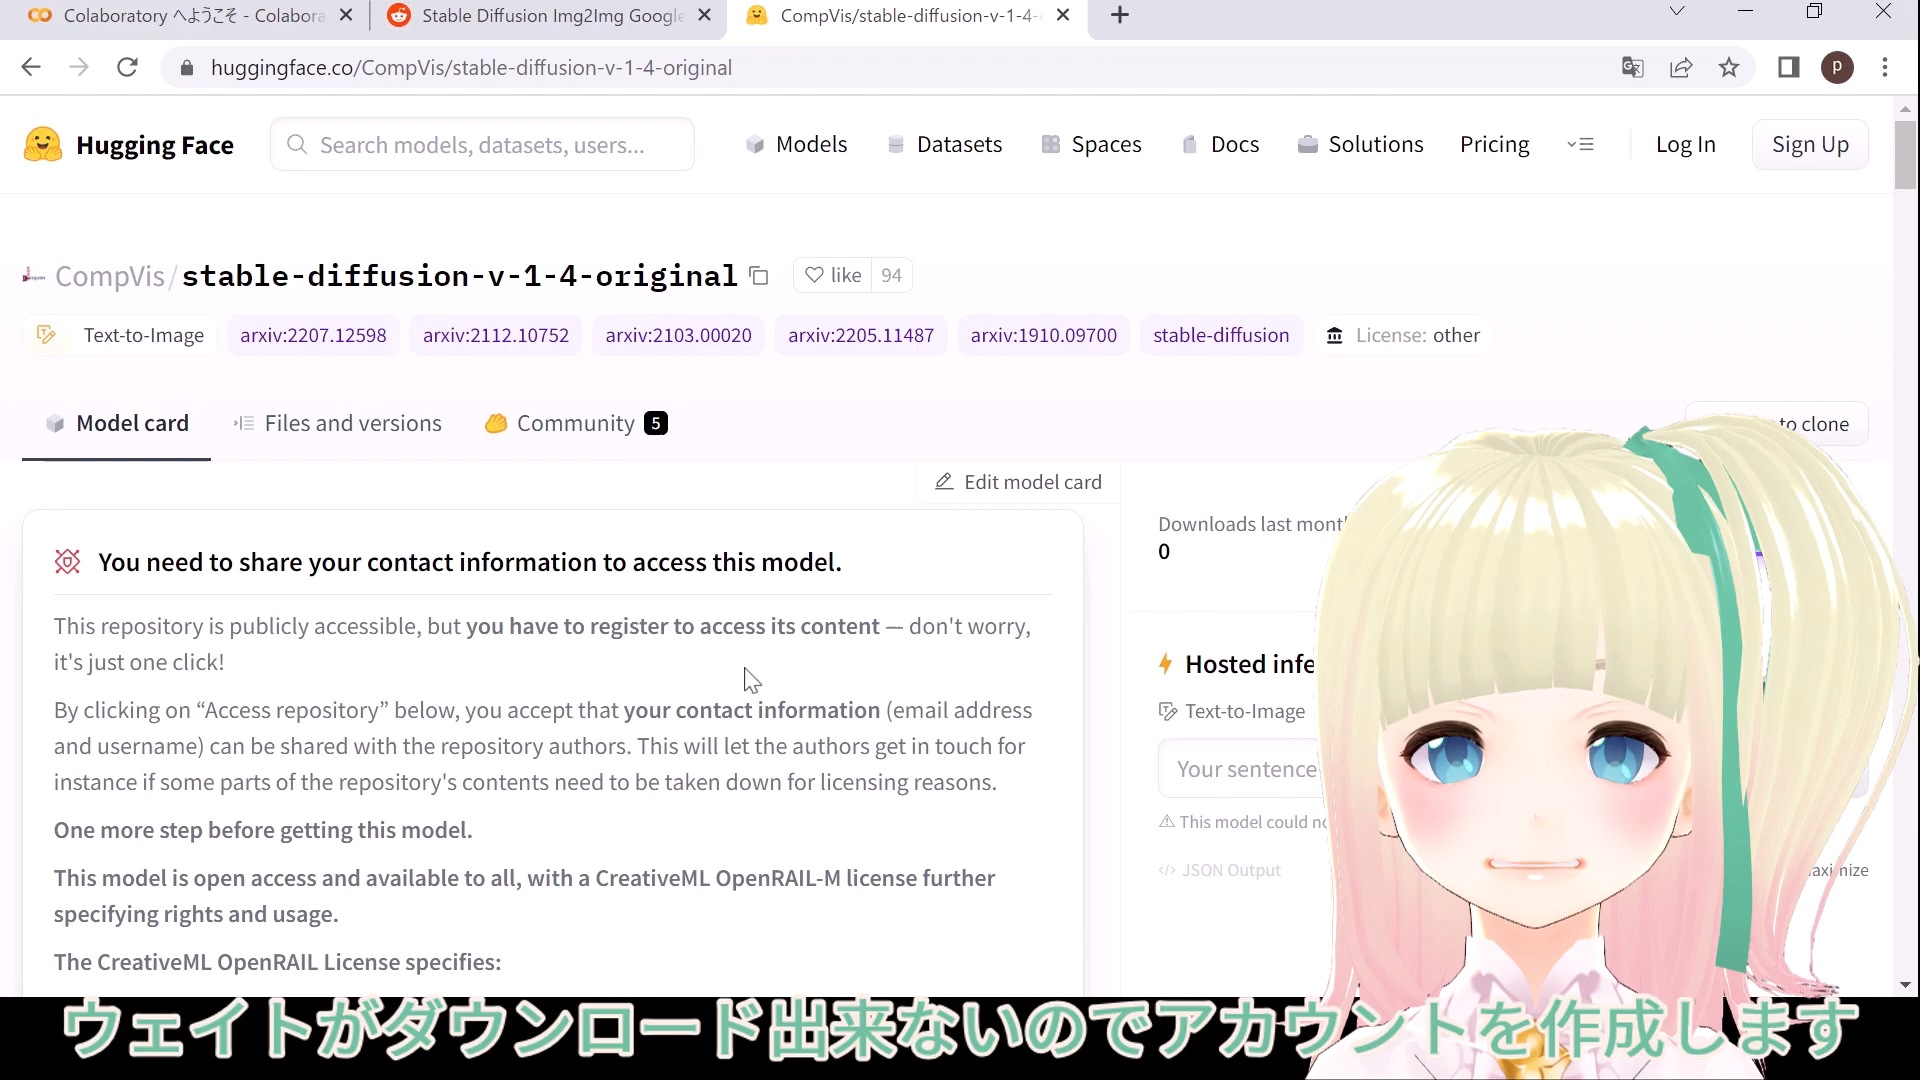 Colaboratory へようこそ - Colabora
Stable Diffusion Img2Img Google
CompVis/stable-diffusion-v-1-4-
huggingface.co/CompVis/stable-diffusion-v-1-4-original
P
Hugging Face
Search models, datasets, users...
Models
Datasets
Spaces
Docs
Solutions
Pricing
Log In
Sign Up
CompVis/stable-diffusion-v-1-4-original
like 94
Text-to-Image
arxiv:2207.12598
arxiv:2112.10752
arxiv:2103.00020
arxiv:2205.11487
arxiv:1910.09700
stable-diffusion
License: other
Model card
Files and versions
Community 5
to clone
Edit model card
You need to share your contact information to access this model.
This repository is publicly accessible, but you have to register to access its content — don't worry,
it's just one click!
By clicking on “Access repository” below, you accept that your contact information (email address
and username) can be shared with the repository authors. This will let the authors get in touch for
instance if some parts of the repository's contents need to be taken down for licensing reasons.
One more step before getting this model.
This model is open access and available to all, with a CreativeML OpenRAIL-M license further
specifying rights and usage.
The CreativeML OpenRAIL License specifies:
Downloads last mont
0
Hosted infe
Text-to-Image
Your sentence
This model could no
</> JSON Output
aximize
ウェイトがダウンロード出来ないのでアカウントを作成します